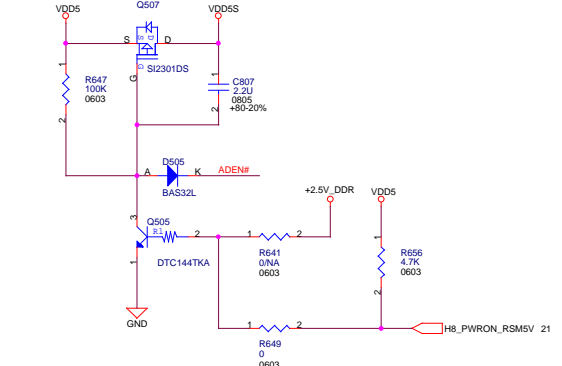 Q507
VDD5
VDD5S
S
D
S
D
G
SI2301DS
G
1
R647
100K
0603
2
1
C807
2.2U
0805
+80-20%
2
D505
A
K
ADEN#
BAS32L
+2.5V_DDR
VDD5
3
Q505
R1
2
1
2
1
DTC144TKA
R641
0/NA
0603
1
R656
4.7K
0603
2
GND
1
2
H8_PWRON_RSM5V 21
R649
0
0603